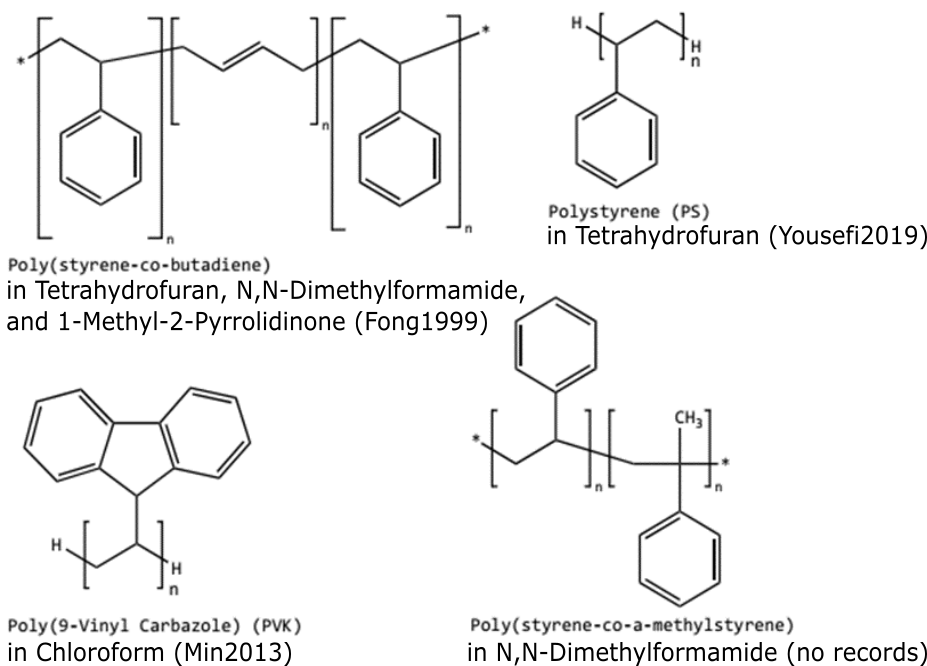 * n n n *
Poly(styrene-co-butadiene)
in Tetrahydrofuran, N,N-Dimethylformamide,
and 1-Methyl-2-Pyrrolidinone (Fong1999)
H H n
Polystyrene (PS)
in Tetrahydrofuran (Yousefi2019)
H H n
Poly(9-Vinyl Carbazole) (PVK)
in Chloroform (Min2013)
CH₃
* n n *
Poly(styrene-co-a-methylstyrene)
in N,N-Dimethylformamide (no records)